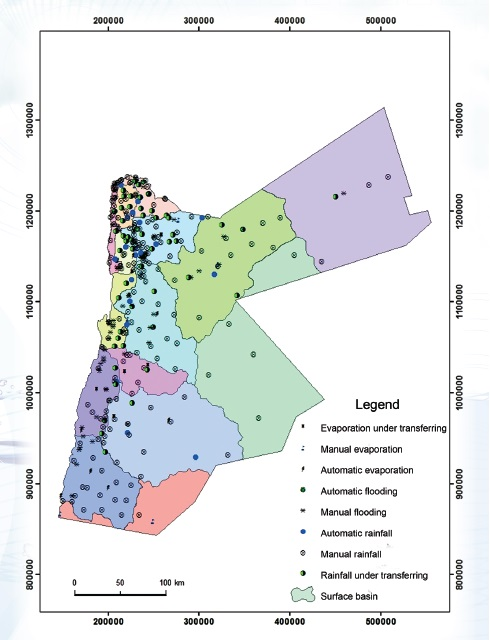 200000 300000 400000 500000
1300000
1300000
1200000
1200000
1100000
1100000
1000000
1000000
900000
900000
800000
800000
Legend
Evaporation under transferring
Manual evaporation
Automatic evaporation
Automatic flooding
Manual flooding
Automatic rainfall
Manual rainfall
Rainfall under transferring
Surface basin
0 50 100 km
200000 300000 400000 500000